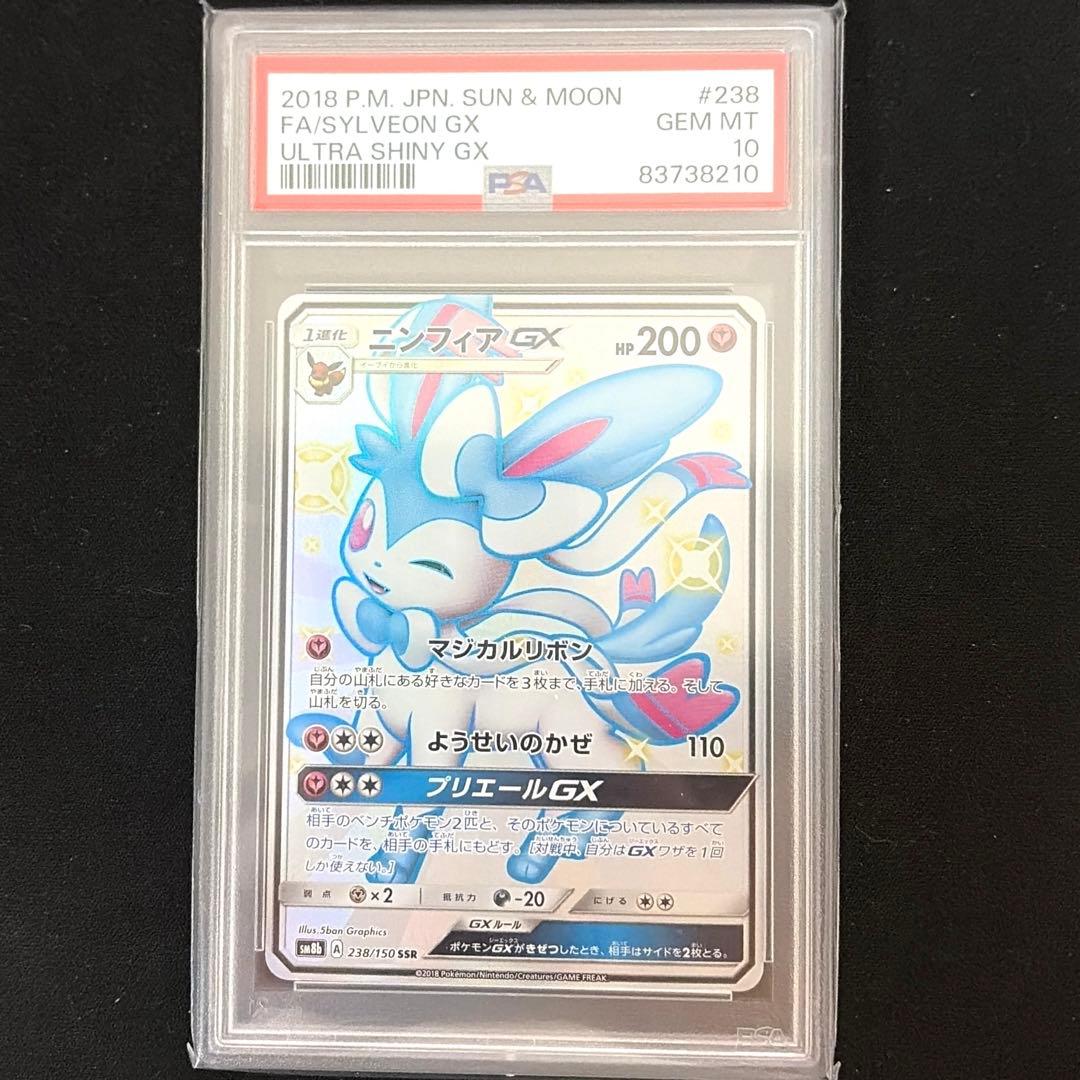 2018 P.M. JPN. SUN & MOON #238
FA/SYLVEON GX GEM MT
ULTRA SHINY GX 10
PSA 83738210
1進化 ニンフィアGX HP200
イーブイから進化
マジカルリボン
自分の山札にある好きなカードを3枚まで、手札に加える。そして
山札を切る。
ようせいのかぜ 110
プリエールGX
相手のベンチポケモン2匹と、そのポケモンについているすべて
のカードを、相手の手札にもどす。[対戦中、自分はGXワザを1回
しか使えない。]
弱点 ×2 抵抗力 -20 にげる
GXルール
Illus.5ban Graphics
ポケモンGXがきぜつしたとき、相手はサイドを2枚とる。
SM8b A 238/150 SSR
©2018 Pokémon/Nintendo/Creatures/GAME FREAK.
PSA